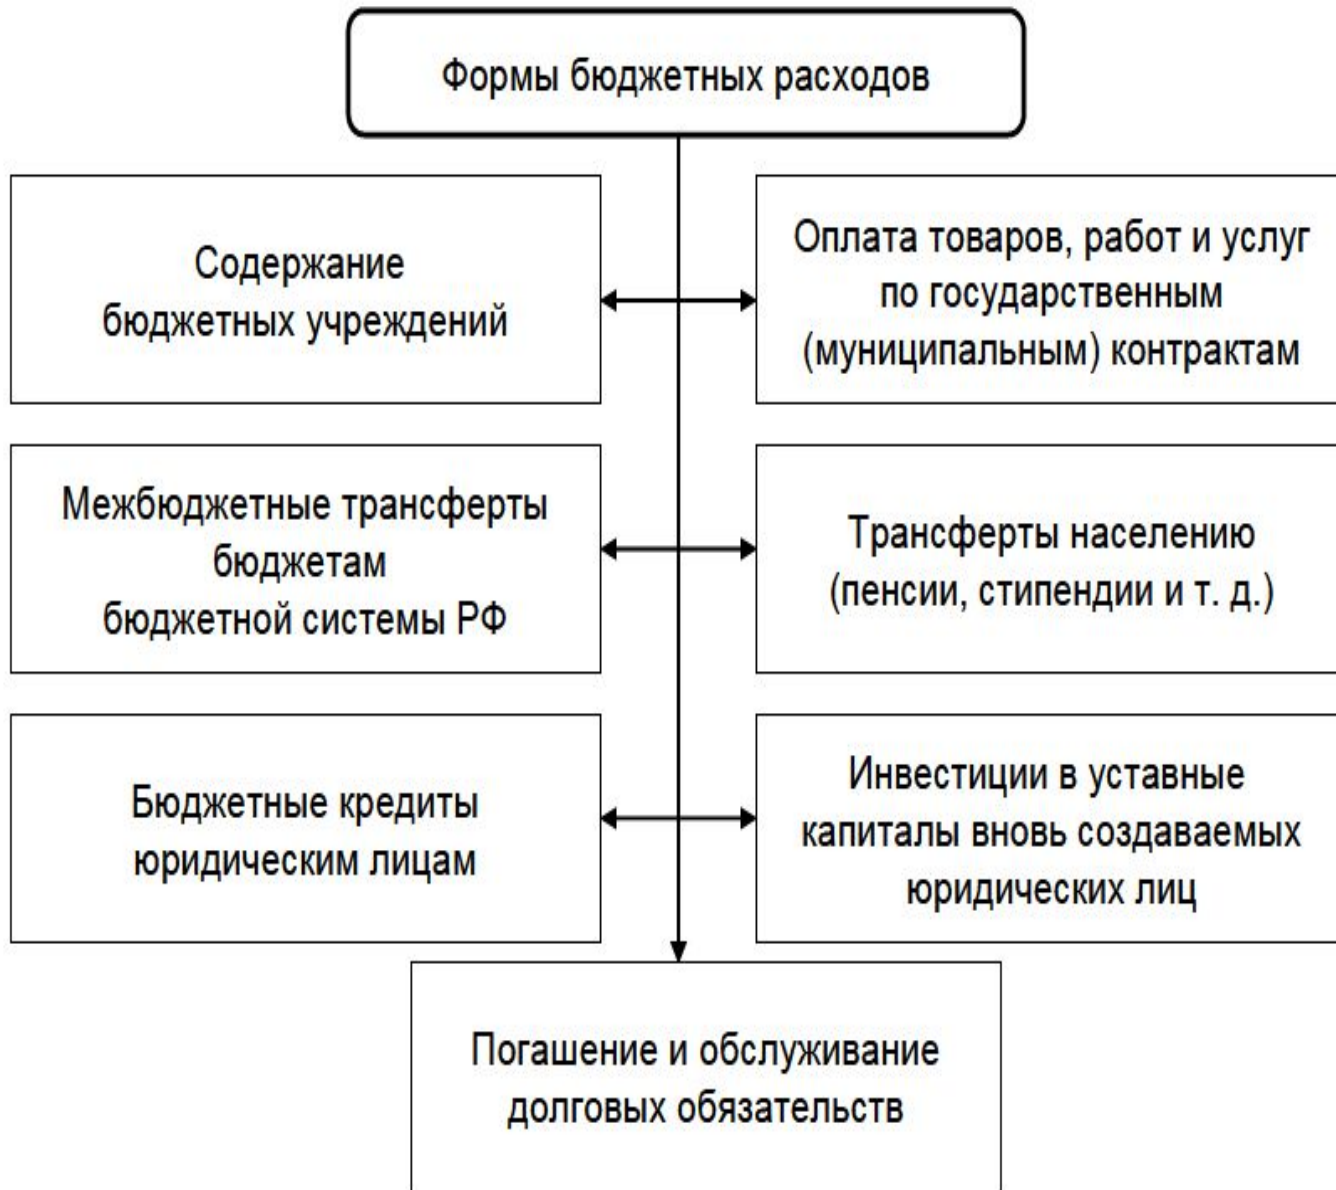 Формы бюджетных расходов
Содержание
бюджетных учреждений
Оплата товаров, работ и услуг
по государственным
(муниципальным) контрактам
Межбюджетные трансферты
бюджетам
бюджетной системы РФ
Трансферты населению
(пенсии, стипендии и т. д.)
Бюджетные кредиты
юридическим лицам
Инвестиции в уставные
капиталы вновь создаваемых
юридических лиц
Погашение и обслуживание
долговых обязательств